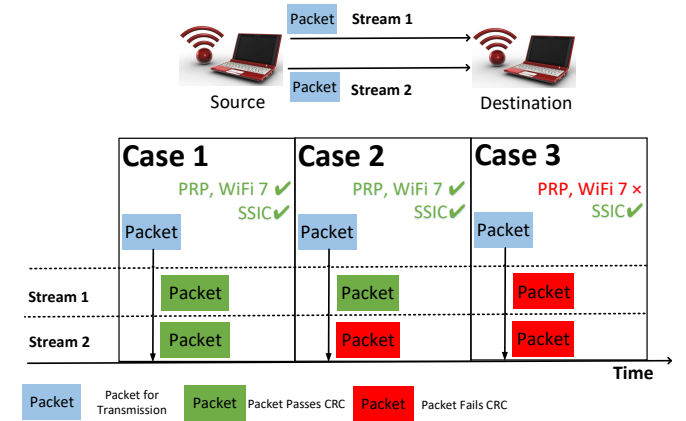 Packet Stream 1
Packet Stream 2
Source Destination
Case 1 Case 2 Case 3
PRP, WiFi 7 ✔ PRP, WiFi 7 ✔ PRP, WiFi 7 ×
SSIC✔ SSIC✔ SSIC✔
Packet Packet Packet
Stream 1 Packet Packet Packet
Stream 2 Packet Packet Packet
Time
Packet Packet for Transmission Packet Packet Passes CRC Packet Packet Fails CRC